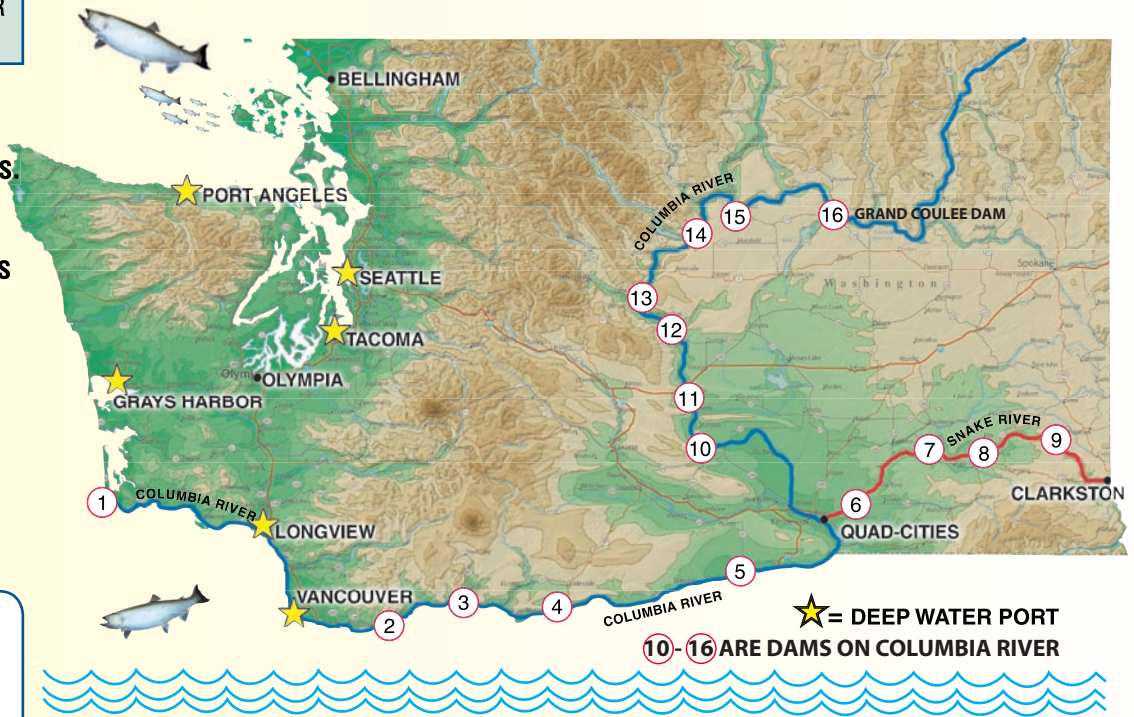 R
S.
S
BELLINGHAM
PORT ANGELES
COLUMBIA RIVER
14
15
16
GRAND COULEE DAM
SEATTLE
Spokane
Washington
13
12
TACOMA
Olym
OLYMPIA
GRAYS HARBOR
11
10
7
SNAKE RIVER
8
9
1
COLUMBIA RIVER
6
CLARKSTON
LONGVIEW
QUAD-CITIES
5
VANCOUVER
3
4
COLUMBIA RIVER
2
= DEEP WATER PORT
10 - 16 ARE DAMS ON COLUMBIA RIVER